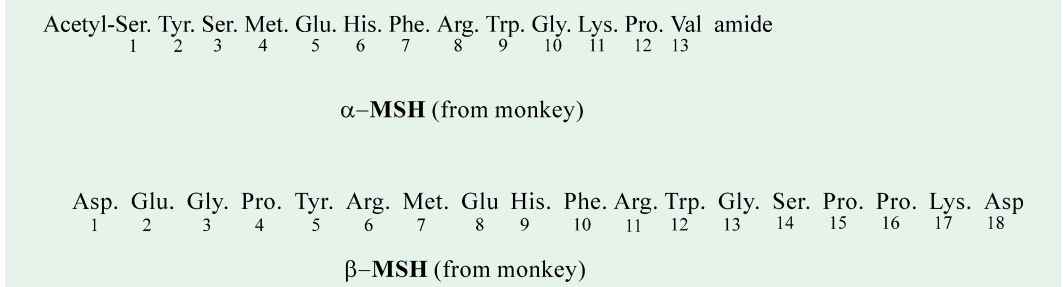 Acetyl-Ser. Tyr. Ser. Met. Glu. His. Phe. Arg. Trp. Gly. Lys. Pro. Val amide
1 2 3 4 5 6 7 8 9 10 11 12 13
α–MSH (from monkey)
Asp. Glu. Gly. Pro. Tyr. Arg. Met. Glu His. Phe. Arg. Trp. Gly. Ser. Pro. Pro. Lys. Asp
1 2 3 4 5 6 7 8 9 10 11 12 13 14 15 16 17 18
β–MSH (from monkey)